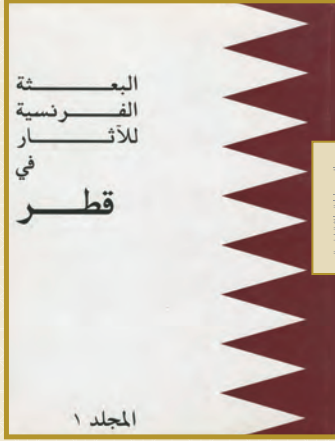 البعثة
الفرنسية
للآثار
في
قطر
المجلد ١